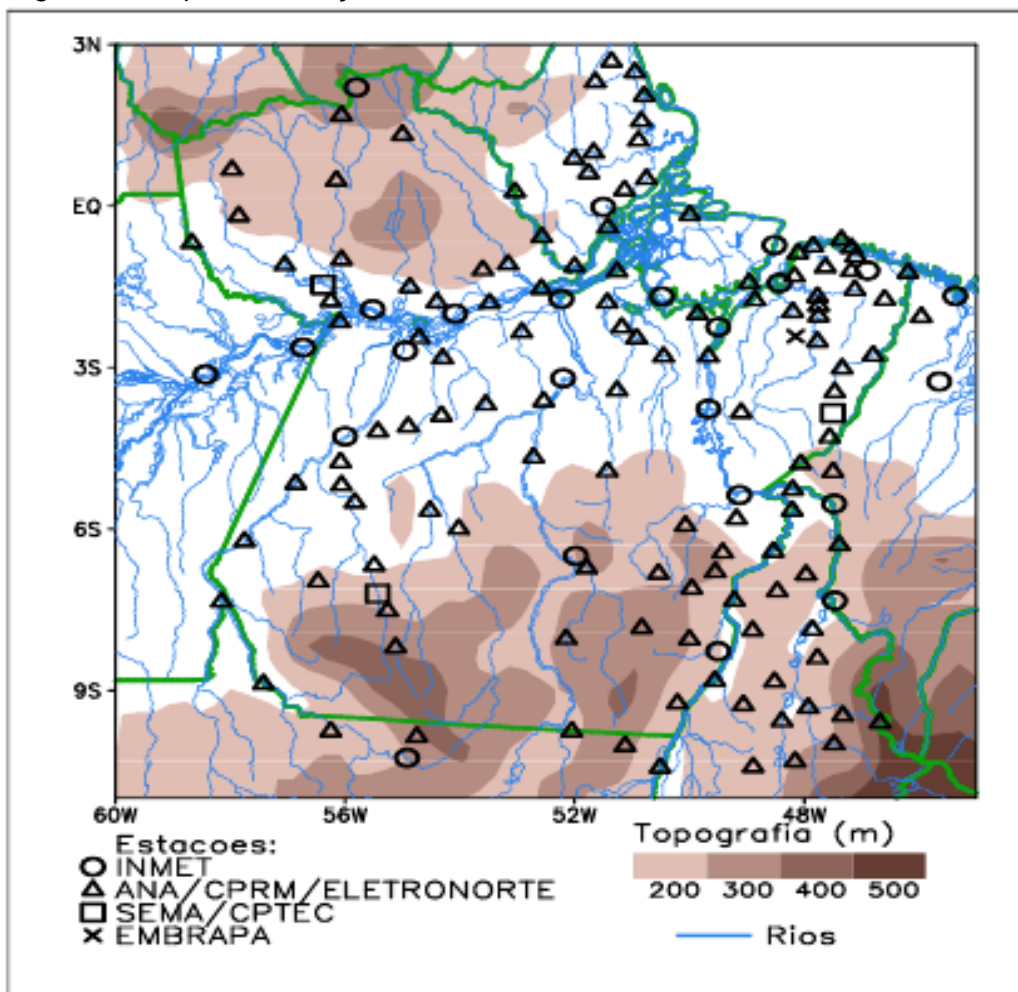 3N
EQ
3S
6S
9S
60W 56W 52W 48W
Estacoes:
INMET
ANA/CPRM/ELETRONORTE
SEMA/CPTEC
EMBRAPA
Topografia (m)
200 300 400 500
Rios